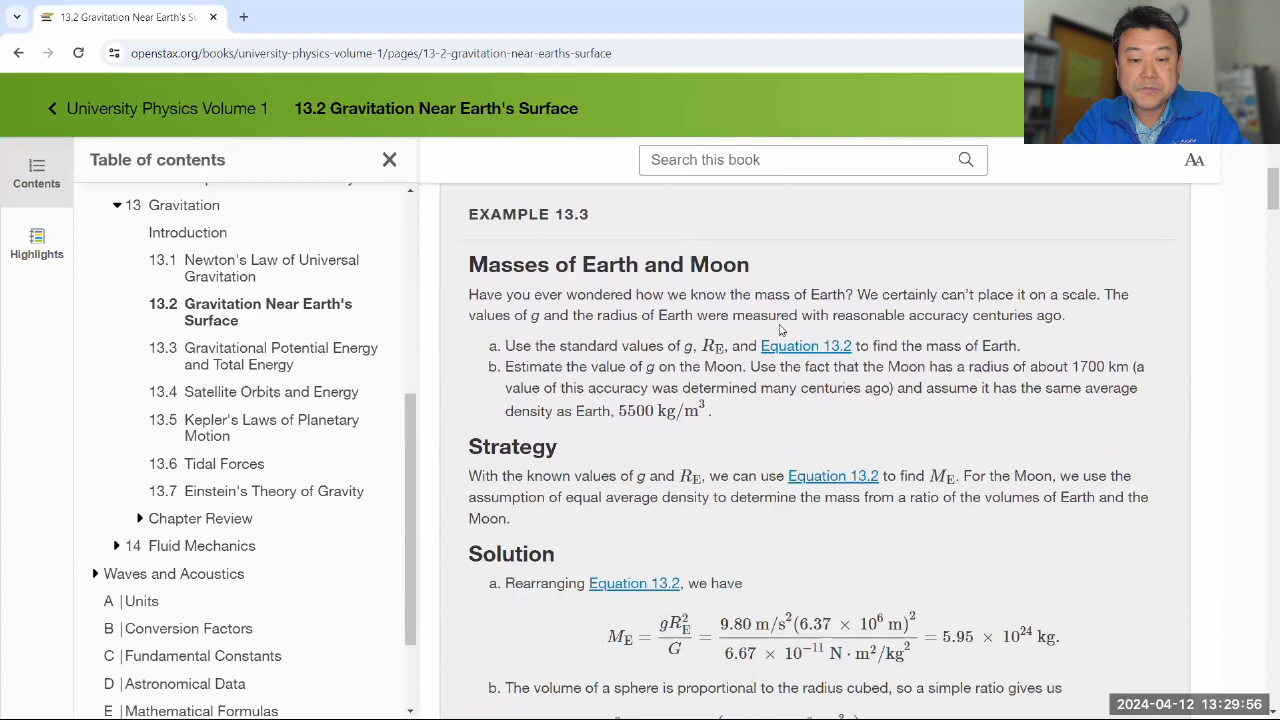 13.2 Gravitation Near Earth's Su
openstax.org/books/university-physics-volume-1/pages/13-2-gravitation-near-earths-surface
University Physics Volume 1
13.2 Gravitation Near Earth's Surface
Contents
Highlights
Table of contents
13 Gravitation
Introduction
13.1 Newton's Law of Universal
Gravitation
13.2 Gravitation Near Earth's
Surface
13.3 Gravitational Potential Energy
and Total Energy
13.4 Satellite Orbits and Energy
13.5 Kepler's Laws of Planetary
Motion
13.6 Tidal Forces
13.7 Einstein's Theory of Gravity
Chapter Review
14 Fluid Mechanics
Waves and Acoustics
A | Units
B | Conversion Factors
C | Fundamental Constants
D | Astronomical Data
E | Mathematical Formulas
Search this book
AA
EXAMPLE 13.3
Masses of Earth and Moon
Have you ever wondered how we know the mass of Earth? We certainly can’t place it on a scale. The
values of g and the radius of Earth were measured with reasonable accuracy centuries ago.
a. Use the standard values of g, R_E, and Equation 13.2 to find the mass of Earth.
b. Estimate the value of g on the Moon. Use the fact that the Moon has a radius of about 1700 km (a
value of this accuracy was determined many centuries ago) and assume it has the same average
density as Earth, 5500 kg/m³.
Strategy
With the known values of g and R_E, we can use Equation 13.2 to find M_E. For the Moon, we use the
assumption of equal average density to determine the mass from a ratio of the volumes of Earth and the
Moon.
Solution
a. Rearranging Equation 13.2, we have
M_E = gR_E²/G = 9.80 m/s²(6.37 × 10⁶ m)²/6.67 × 10⁻¹¹ N·m²/kg² = 5.95 × 10²⁴ kg.
b. The volume of a sphere is proportional to the radius cubed, so a simple ratio gives us
2024-04-12 13:29:56